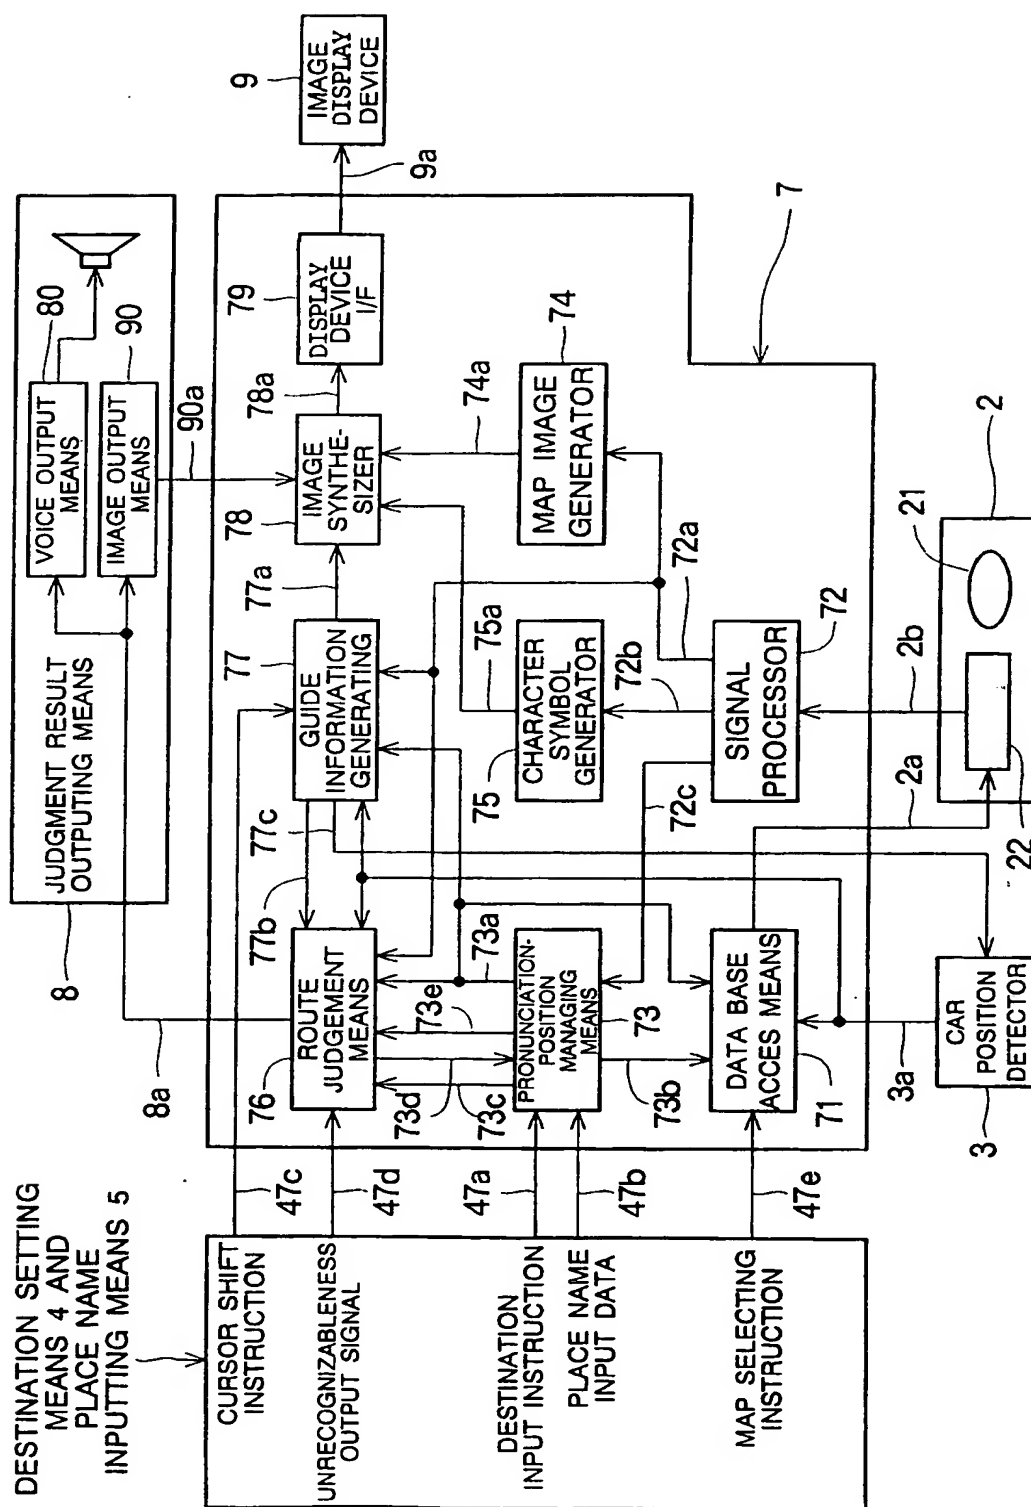 DESTINATION SETTING
MEANS 4 AND
PLACE NAME
INPUTTING MEANS 5
CURSOR SHIFT
INSTRUCTION
UNRECOGNIZABLENESS
OUTPUT SIGNAL
DESTINATION
INPUT INSTRUCTION
PLACE NAME
INPUT DATA
MAP SELECTING
INSTRUCTION
47c
47d
47a
47b
47e
8
JUDGMENT RESULT
OUTPUTING MEANS
8a
VOICE OUTPUT
MEANS
80
IMAGE OUTPUT
MEANS
90
90a
76
ROUTE
JUDGEMENT
MEANS
77b
77c
GUIDE
INFORMATION
GENERATING
77
77a
78
IMAGE
SYNTHE-
SIZER
78a
79
DISPLAY
DEVICE
I/F
9a
9
IMAGE
DISPLAY
DEVICE
73d
73c
73e
73a
PRONUNCIATION-
POSITION
MANAGING
MEANS
73
73b
72c
75
CHARACTER
SYMBOL
GENERATOR
75a
72b
74a
MAP IMAGE
GENERATOR
74
72a
DATA BASE
ACCES MEANS
71
SIGNAL
PROCESSOR
72
7
3
CAR
POSITION
DETECTOR
3a
2a
2b
22
21
2